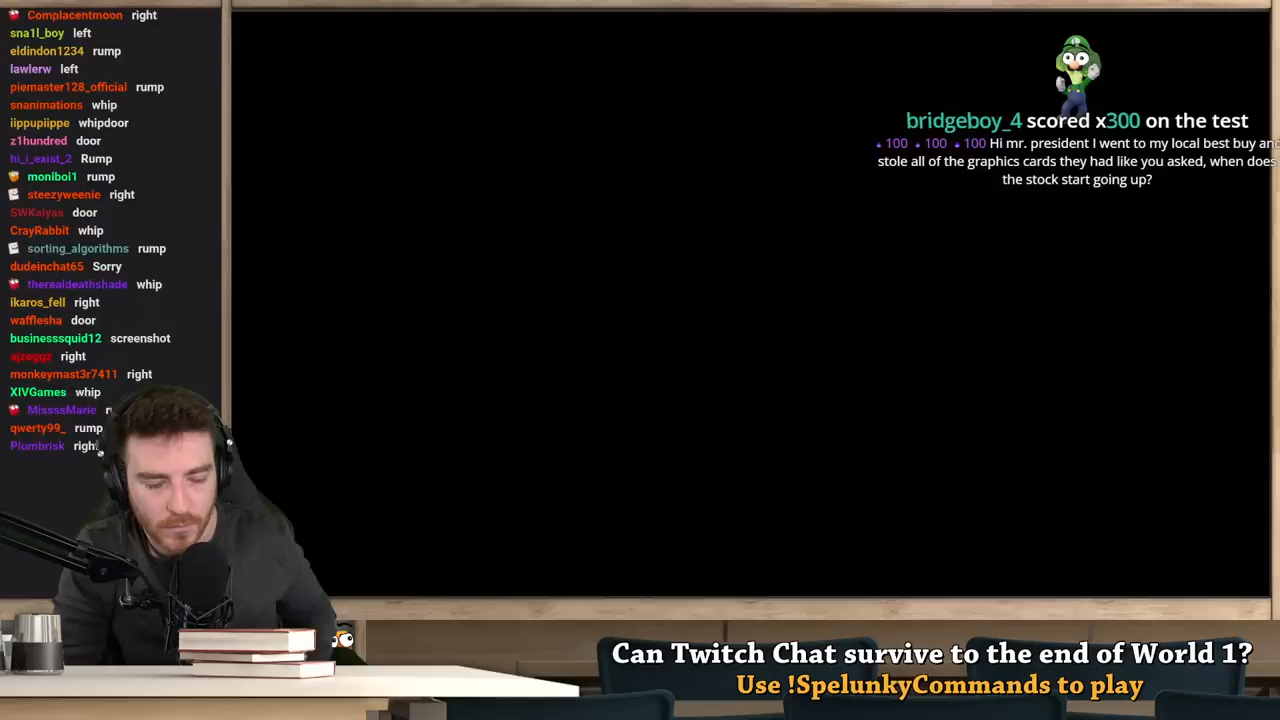 Complacentmoon right
sna1l_boy left
eldindon1234 rump
lawlerw left
piemaster128_official rump
snanimations whip
iippupiippe whipdoor
z1hundred door
hi_i_exist_2 Rump
moniboi1 rump
steezyweenie right
SWKaiyas door
CrayRabbit whip
sorting_algorithms rump
dudeinchat65 Sorry
therealdeathshade whip
ikaros_fell right
wafflesha door
businesssquid12 screenshot
ajzeggz right
monkeymast3r7411 right
XIVGames whip
MissssMarie
qwerty99_ rump
Plumbrisk right
bridgeboy_4 scored x300 on the test
100 100 100 Hi mr. president I went to my local best buy and
stole all of the graphics cards they had like you asked, when does
the stock start going up?
Can Twitch Chat survive to the end of World 1?
Use !SpelunkyCommands to play